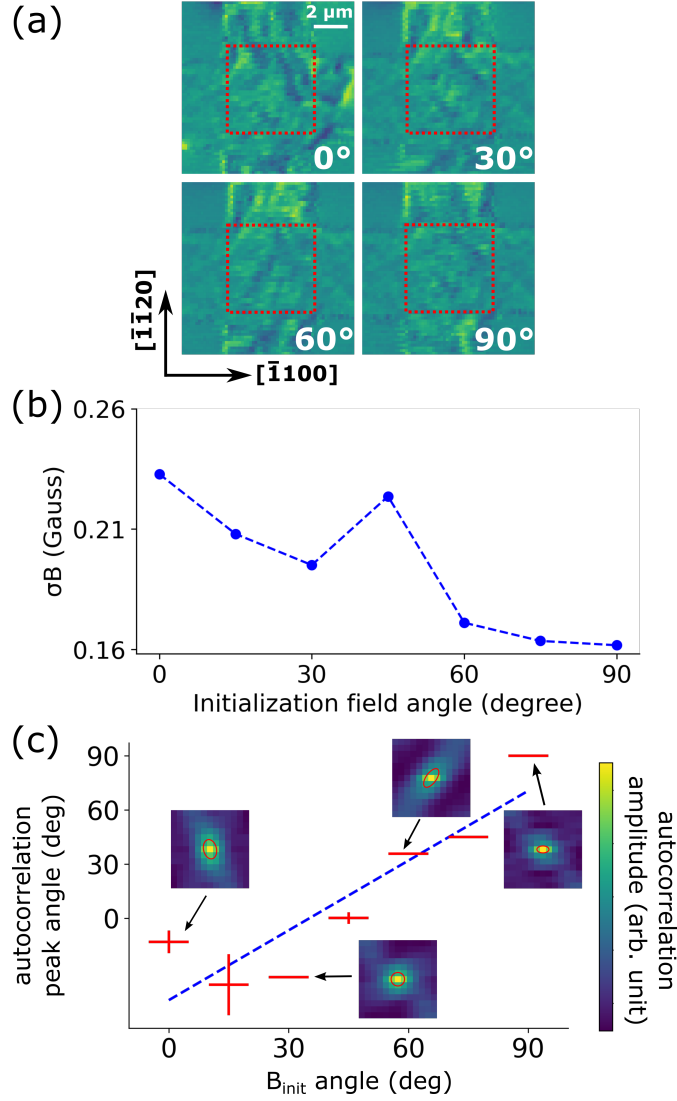 (a)
2 μm
0°
30°
60°
90°
[1̄1̄20]
[1̄100]
(b)
0.26
0.21
0.16
σB (Gauss)
0
30
60
90
Initialization field angle (degree)
(c)
90
60
30
0
autocorrelation
peak angle (deg)
0
30
60
90
B_init angle (deg)
autocorrelation
amplitude (arb. unit)